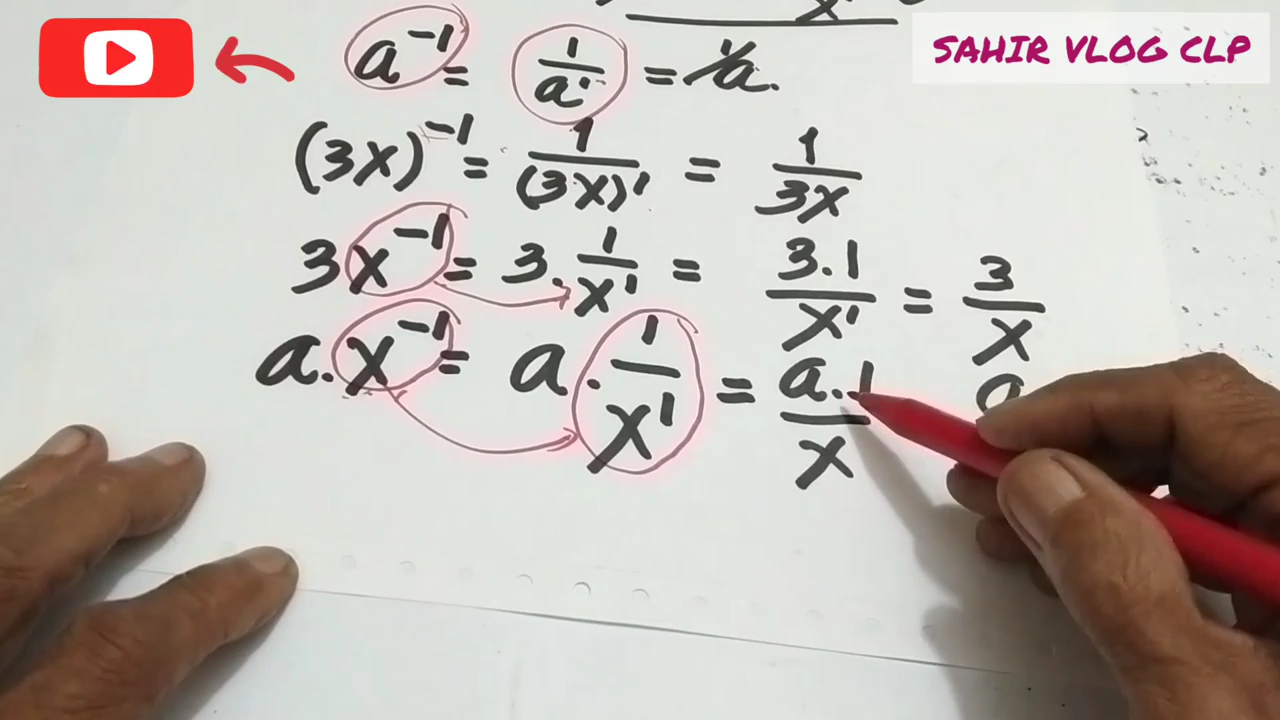 SAHIR VLOG CLP
x
a⁻¹ = 1/a¹ = 1/a.
(3x)⁻¹ = 1/(3x)¹ = 1/3x
3x⁻¹ = 3 . 1/x¹ = 3.1/x¹ = 3/x
a.x⁻¹ = a . 1/x¹ = a.1/x = a